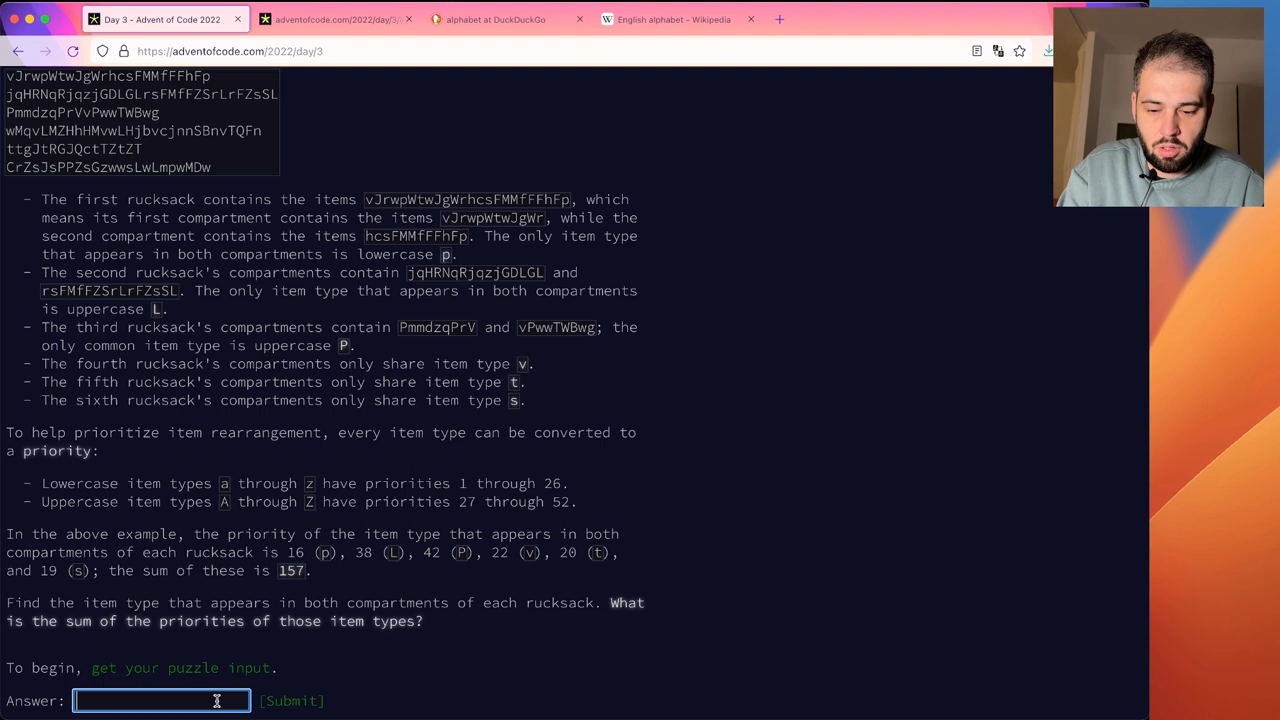 Day 3 - Advent of Code 2022
adventofcode.com/2022/day/3/
alphabet at DuckDuckGo
English alphabet - Wikipedia
https://adventofcode.com/2022/day/3
vJrwpWtwJgWrhcsFMMfFFhFp
jqHRNqRjqzjGDLGLrsFMfFZSrLrFZsSL
PmmdzqPrVvPwwTWBwg
wMqvLMZHhHMvwLHjbvcjnnSBnvTQFn
ttgJtRGJQctTZtZT
CrZsJsPPZsGzwwsLwLmpwMDw
- The first rucksack contains the items vJrwpWtwJgWrhcsFMMfFFhFp, which
means its first compartment contains the items vJrwpWtwJgWr, while the
second compartment contains the items hcsFMMfFFhFp. The only item type
that appears in both compartments is lowercase p.
- The second rucksack's compartments contain jqHRNqRjqzjGDLGL and
rsFMfFZSrLrFZsSL. The only item type that appears in both compartments
is uppercase L.
- The third rucksack's compartments contain PmmdzqPrV and vPwwTWBwg; the
only common item type is uppercase P.
- The fourth rucksack's compartments only share item type v.
- The fifth rucksack's compartments only share item type t.
- The sixth rucksack's compartments only share item type s.
To help prioritize item rearrangement, every item type can be converted to
a priority:
- Lowercase item types a through z have priorities 1 through 26.
- Uppercase item types A through Z have priorities 27 through 52.
In the above example, the priority of the item type that appears in both
compartments of each rucksack is 16 (p), 38 (L), 42 (P), 22 (v), 20 (t),
and 19 (s); the sum of these is 157.
Find the item type that appears in both compartments of each rucksack. What
is the sum of the priorities of those item types?
To begin, get your puzzle input.
Answer: [Submit]